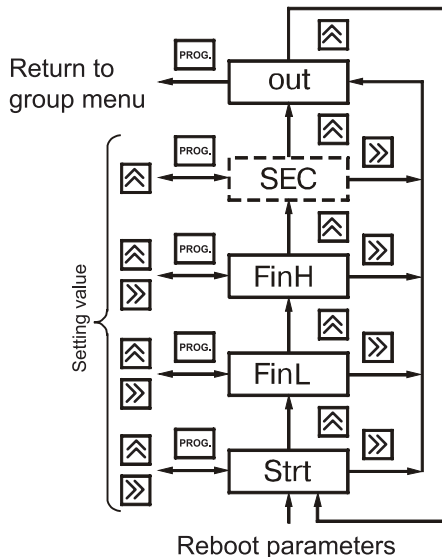 PROG.
Return to
group menu
out
PROG.
SEC
PROG.
FinH
Setting value
PROG.
FinL
PROG.
Strt
Reboot parameters